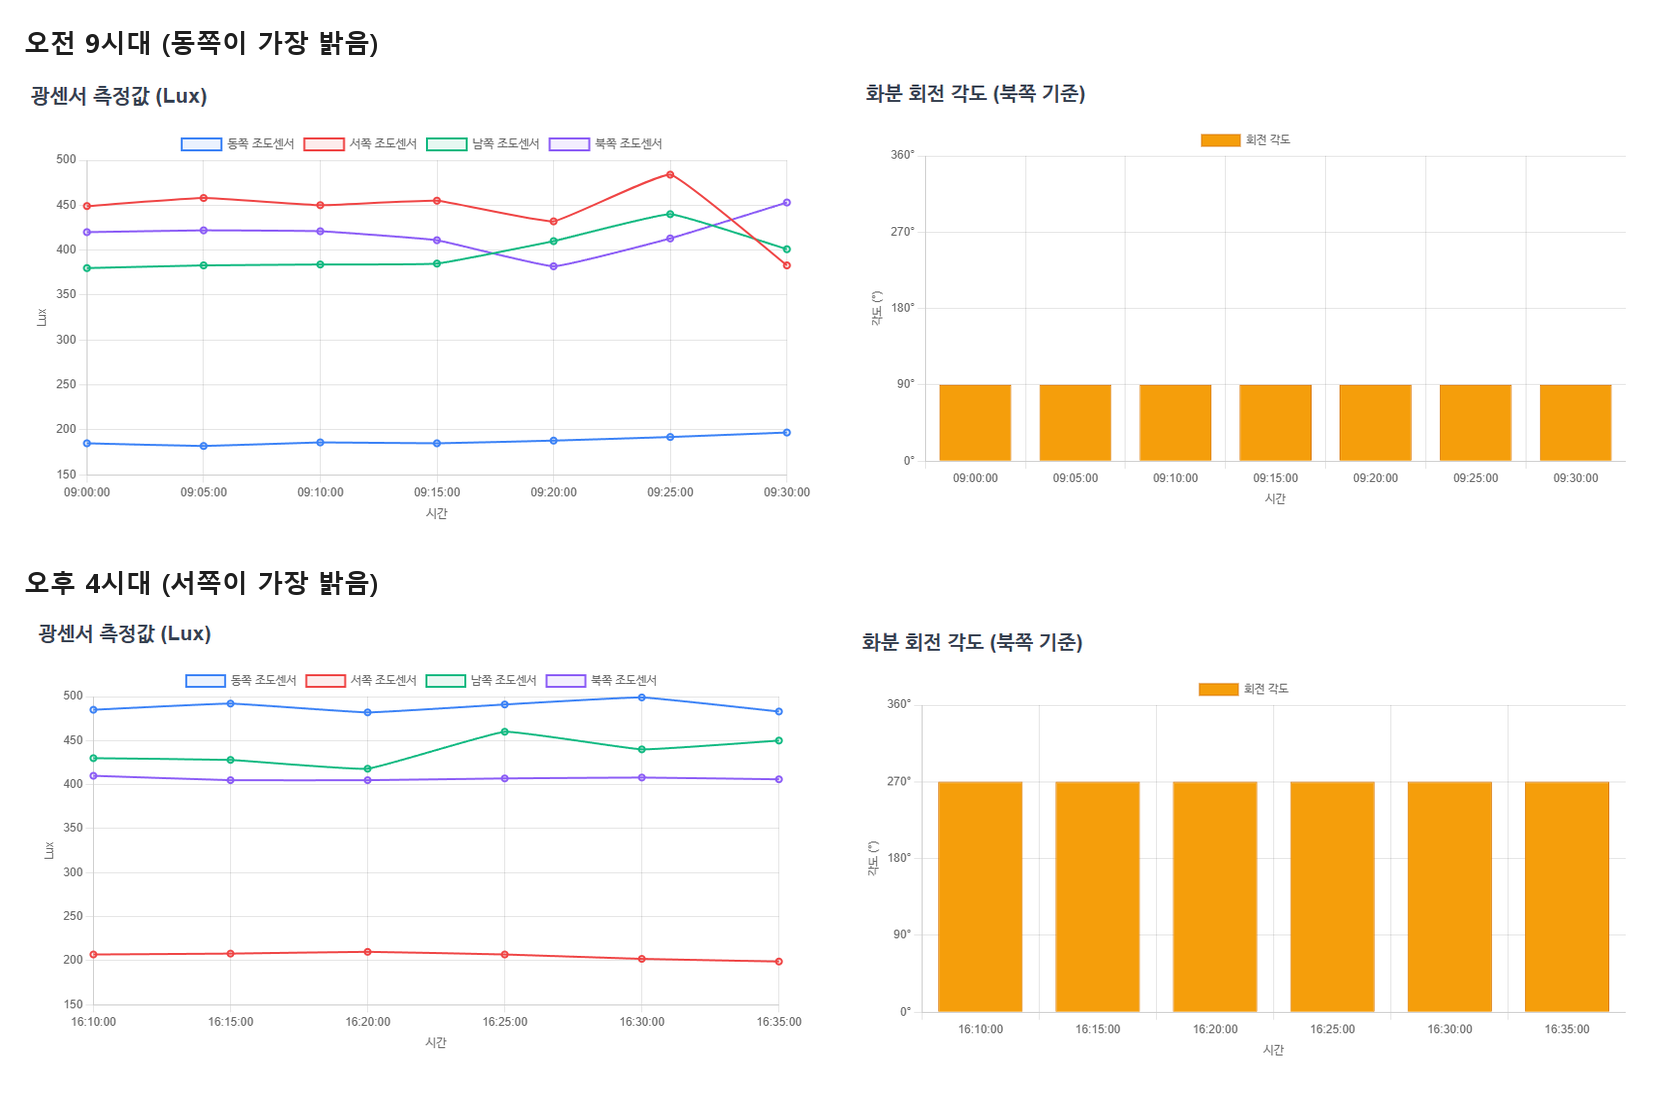 오전 9시대 (동쪽이 가장 밝음)
광센서 측정값 (Lux)
동쪽 조도센서 서쪽 조도센서 남쪽 조도센서 북쪽 조도센서
500
450
400
350
300
250
200
150
Lux
09:00:00 09:05:00 09:10:00 09:15:00 09:20:00 09:25:00 09:30:00
시간
화분 회전 각도 (북쪽 기준)
회전 각도
360°
270°
180°
90°
0°
각도 (°)
09:00:00 09:05:00 09:10:00 09:15:00 09:20:00 09:25:00 09:30:00
시간
오후 4시대 (서쪽이 가장 밝음)
광센서 측정값 (Lux)
동쪽 조도센서 서쪽 조도센서 남쪽 조도센서 북쪽 조도센서
500
450
400
350
300
250
200
150
Lux
16:10:00 16:15:00 16:20:00 16:25:00 16:30:00 16:35:00
시간
화분 회전 각도 (북쪽 기준)
회전 각도
360°
270°
180°
90°
0°
각도 (°)
16:10:00 16:15:00 16:20:00 16:25:00 16:30:00 16:35:00
시간